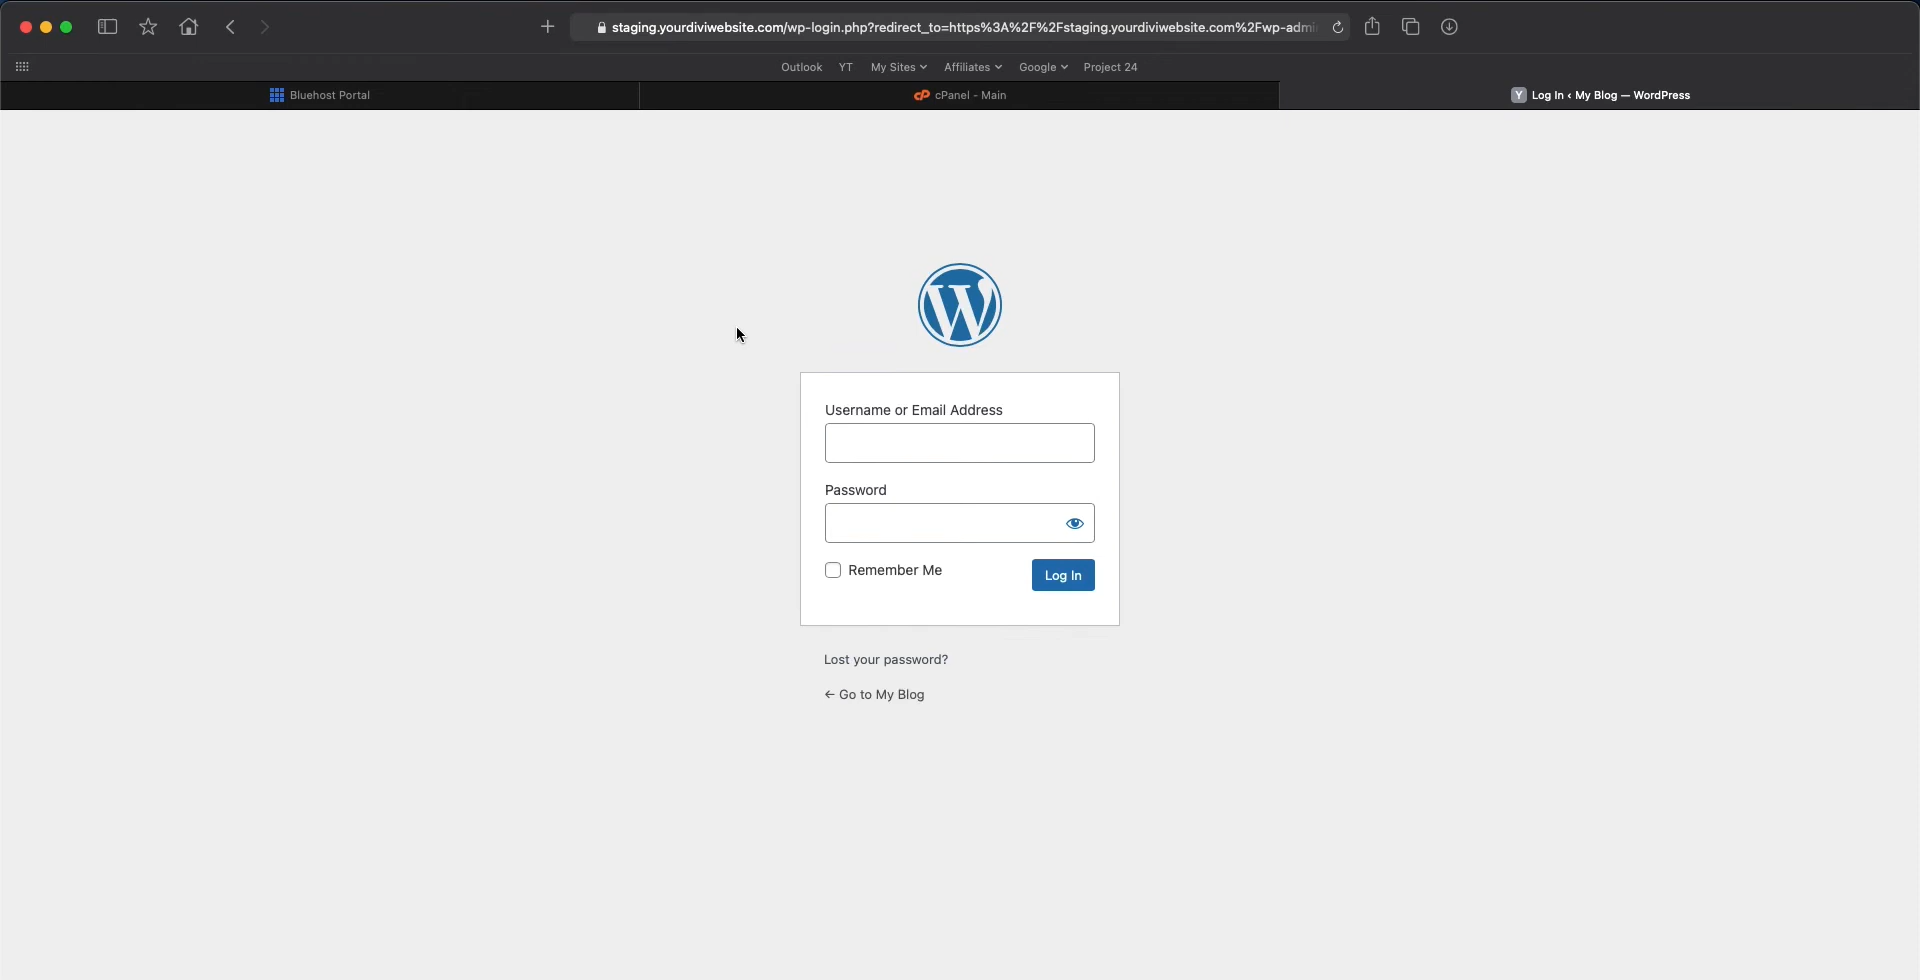 staging.yourdiviwebsite.com/wp-login.php?redirect_to=https%3A%2F%2Fstaging.yourdiviwebsite.com%2Fwp-admi
Outlook YT My Sites Affiliates Google Project 24
Bluehost Portal
cP cPanel - Main
Y Log In ‹ My Blog — WordPress
W
Username or Email Address
Password
Remember Me
Log In
Lost your password?
← Go to My Blog